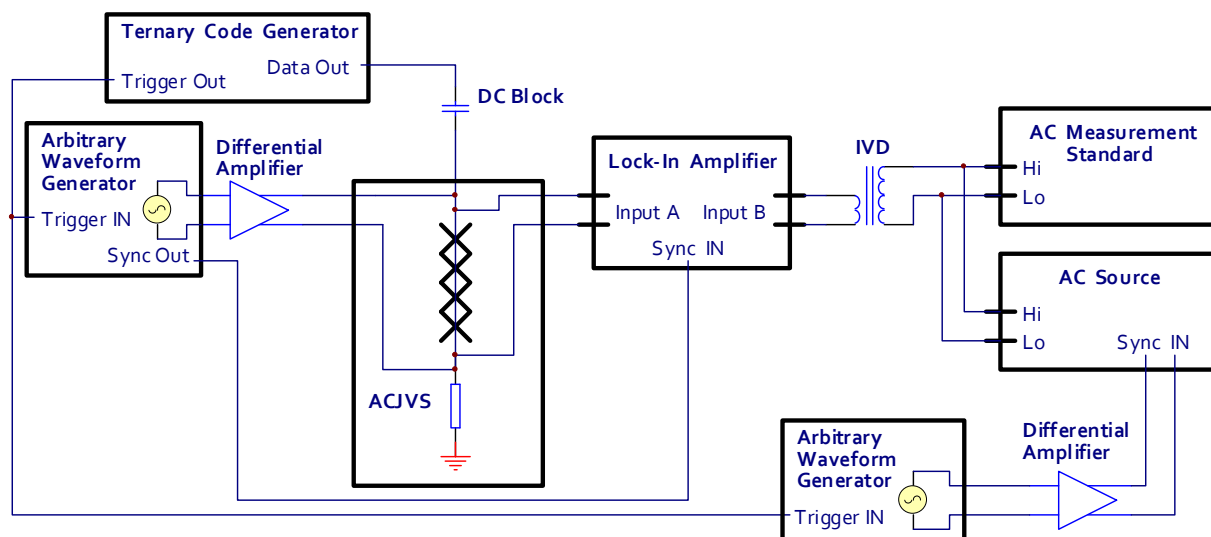 Ternary Code Generator
Data Out
Trigger Out
DC Block
Arbitrary
Waveform
Generator
Trigger IN
Sync Out
Differential
Amplifier
ACJVS
Lock-In Amplifier
Input A
Input B
Sync IN
IVD
AC Measurement
Standard
Hi
Lo
AC Source
Hi
Lo
Sync IN
Arbitrary
Waveform
Generator
Trigger IN
Differential
Amplifier